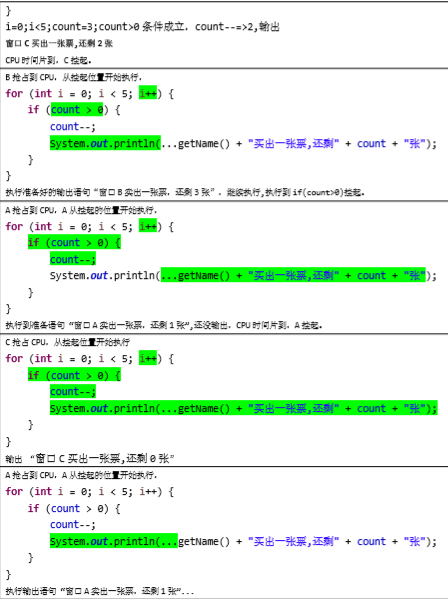 }
i=0;i<5;count=3;count>0 条件成立，count--=>2,输出
窗口 C 买出一张票,还剩 2 张
CPU 时间片到，C 挂起。
B 抢占到 CPU，从挂起位置开始执行，
for (int i = 0; i < 5; i++) {
if (count > 0) {
count--;
System.out.println(...getName() + "买出一张票,还剩" + count + "张");
}
}
执行准备好的输出语句“窗口 B 卖出一张票，还剩 3 张”，继续执行,执行到 if(count>0)挂起。
A 抢占到 CPU，A 从挂起的位置开始执行，
for (int i = 0; i < 5; i++) {
if (count > 0) {
count--;
System.out.println(...getName() + "买出一张票,还剩" + count + "张");
}
}
执行到准备语句“窗口 A 卖出一张票，还剩 1 张”,还没输出，CPU 时间片到，A 挂起。
C 抢占 CPU，从挂起位置开始执行
for (int i = 0; i < 5; i++) {
if (count > 0) {
count--;
System.out.println(...getName() + "买出一张票,还剩" + count + "张");
}
}
输出 “窗口 C 买出一张票,还剩 0 张”
A 抢占到 CPU，A 从挂起的位置开始执行，
for (int i = 0; i < 5; i++) {
if (count > 0) {
count--;
System.out.println(...getName() + "买出一张票,还剩" + count + "张");
}
}
执行输出语句“窗口 A 卖出一张票，还剩 1 张”...